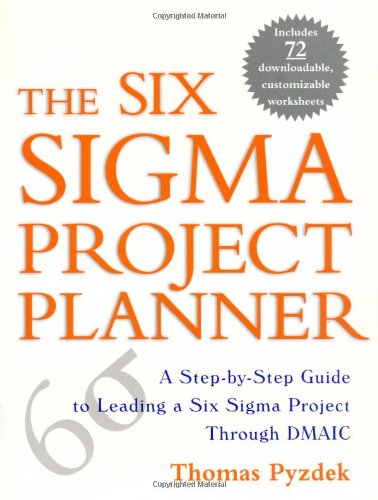 Copyrighted Material
Includes
72
downloadable,
customizable
worksheets
THE SIX
SIGMA
PROJECT
PLANNER
6σ
A Step-by-Step Guide
to Leading a Six Sigma Project
Through DMAIC
Thomas Pyzdek
Copyrighted Material